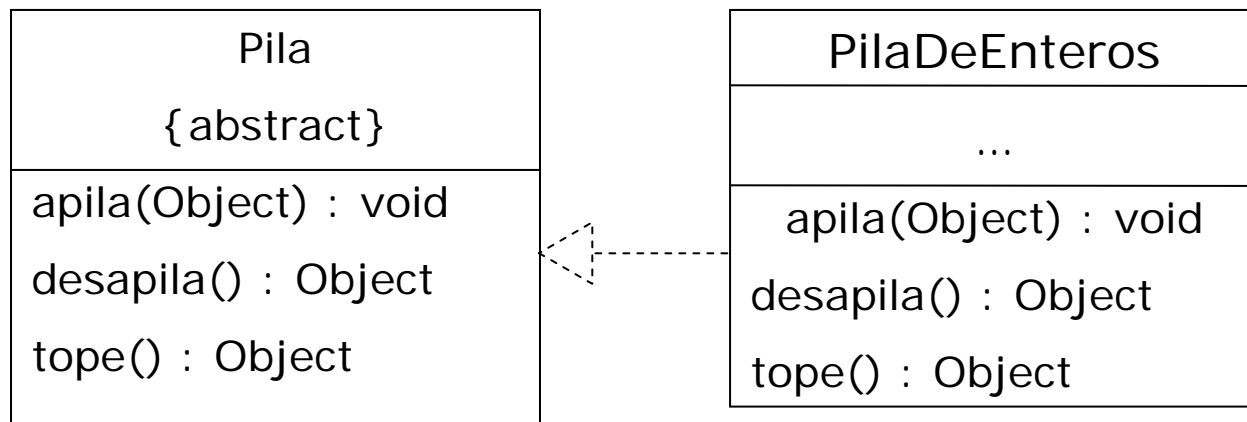 Pila
{abstract}
apila(Object) : void
desapila() : Object
tope() : Object
PilaDeEnteros
...
apila(Object) : void
desapila() : Object
tope() : Object